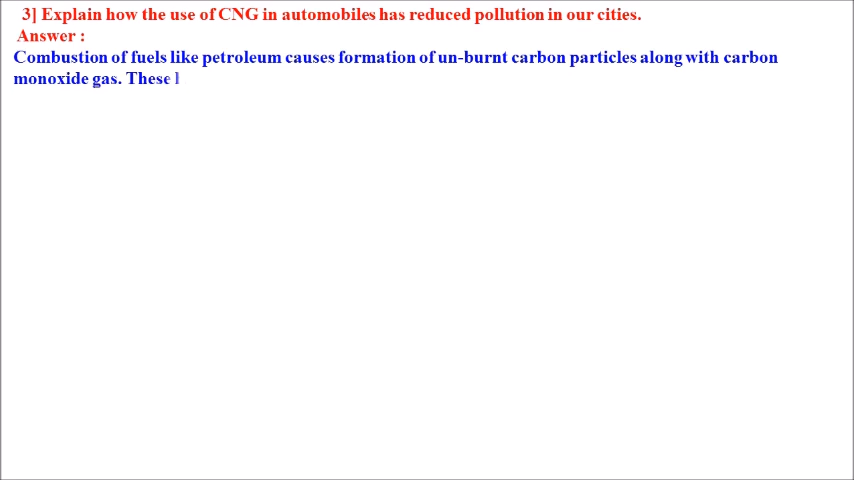 3] Explain how the use of CNG in automobiles has reduced pollution in our cities.
Answer :
Combustion of fuels like petroleum causes formation of un-burnt carbon particles along with carbon
monoxide gas. These